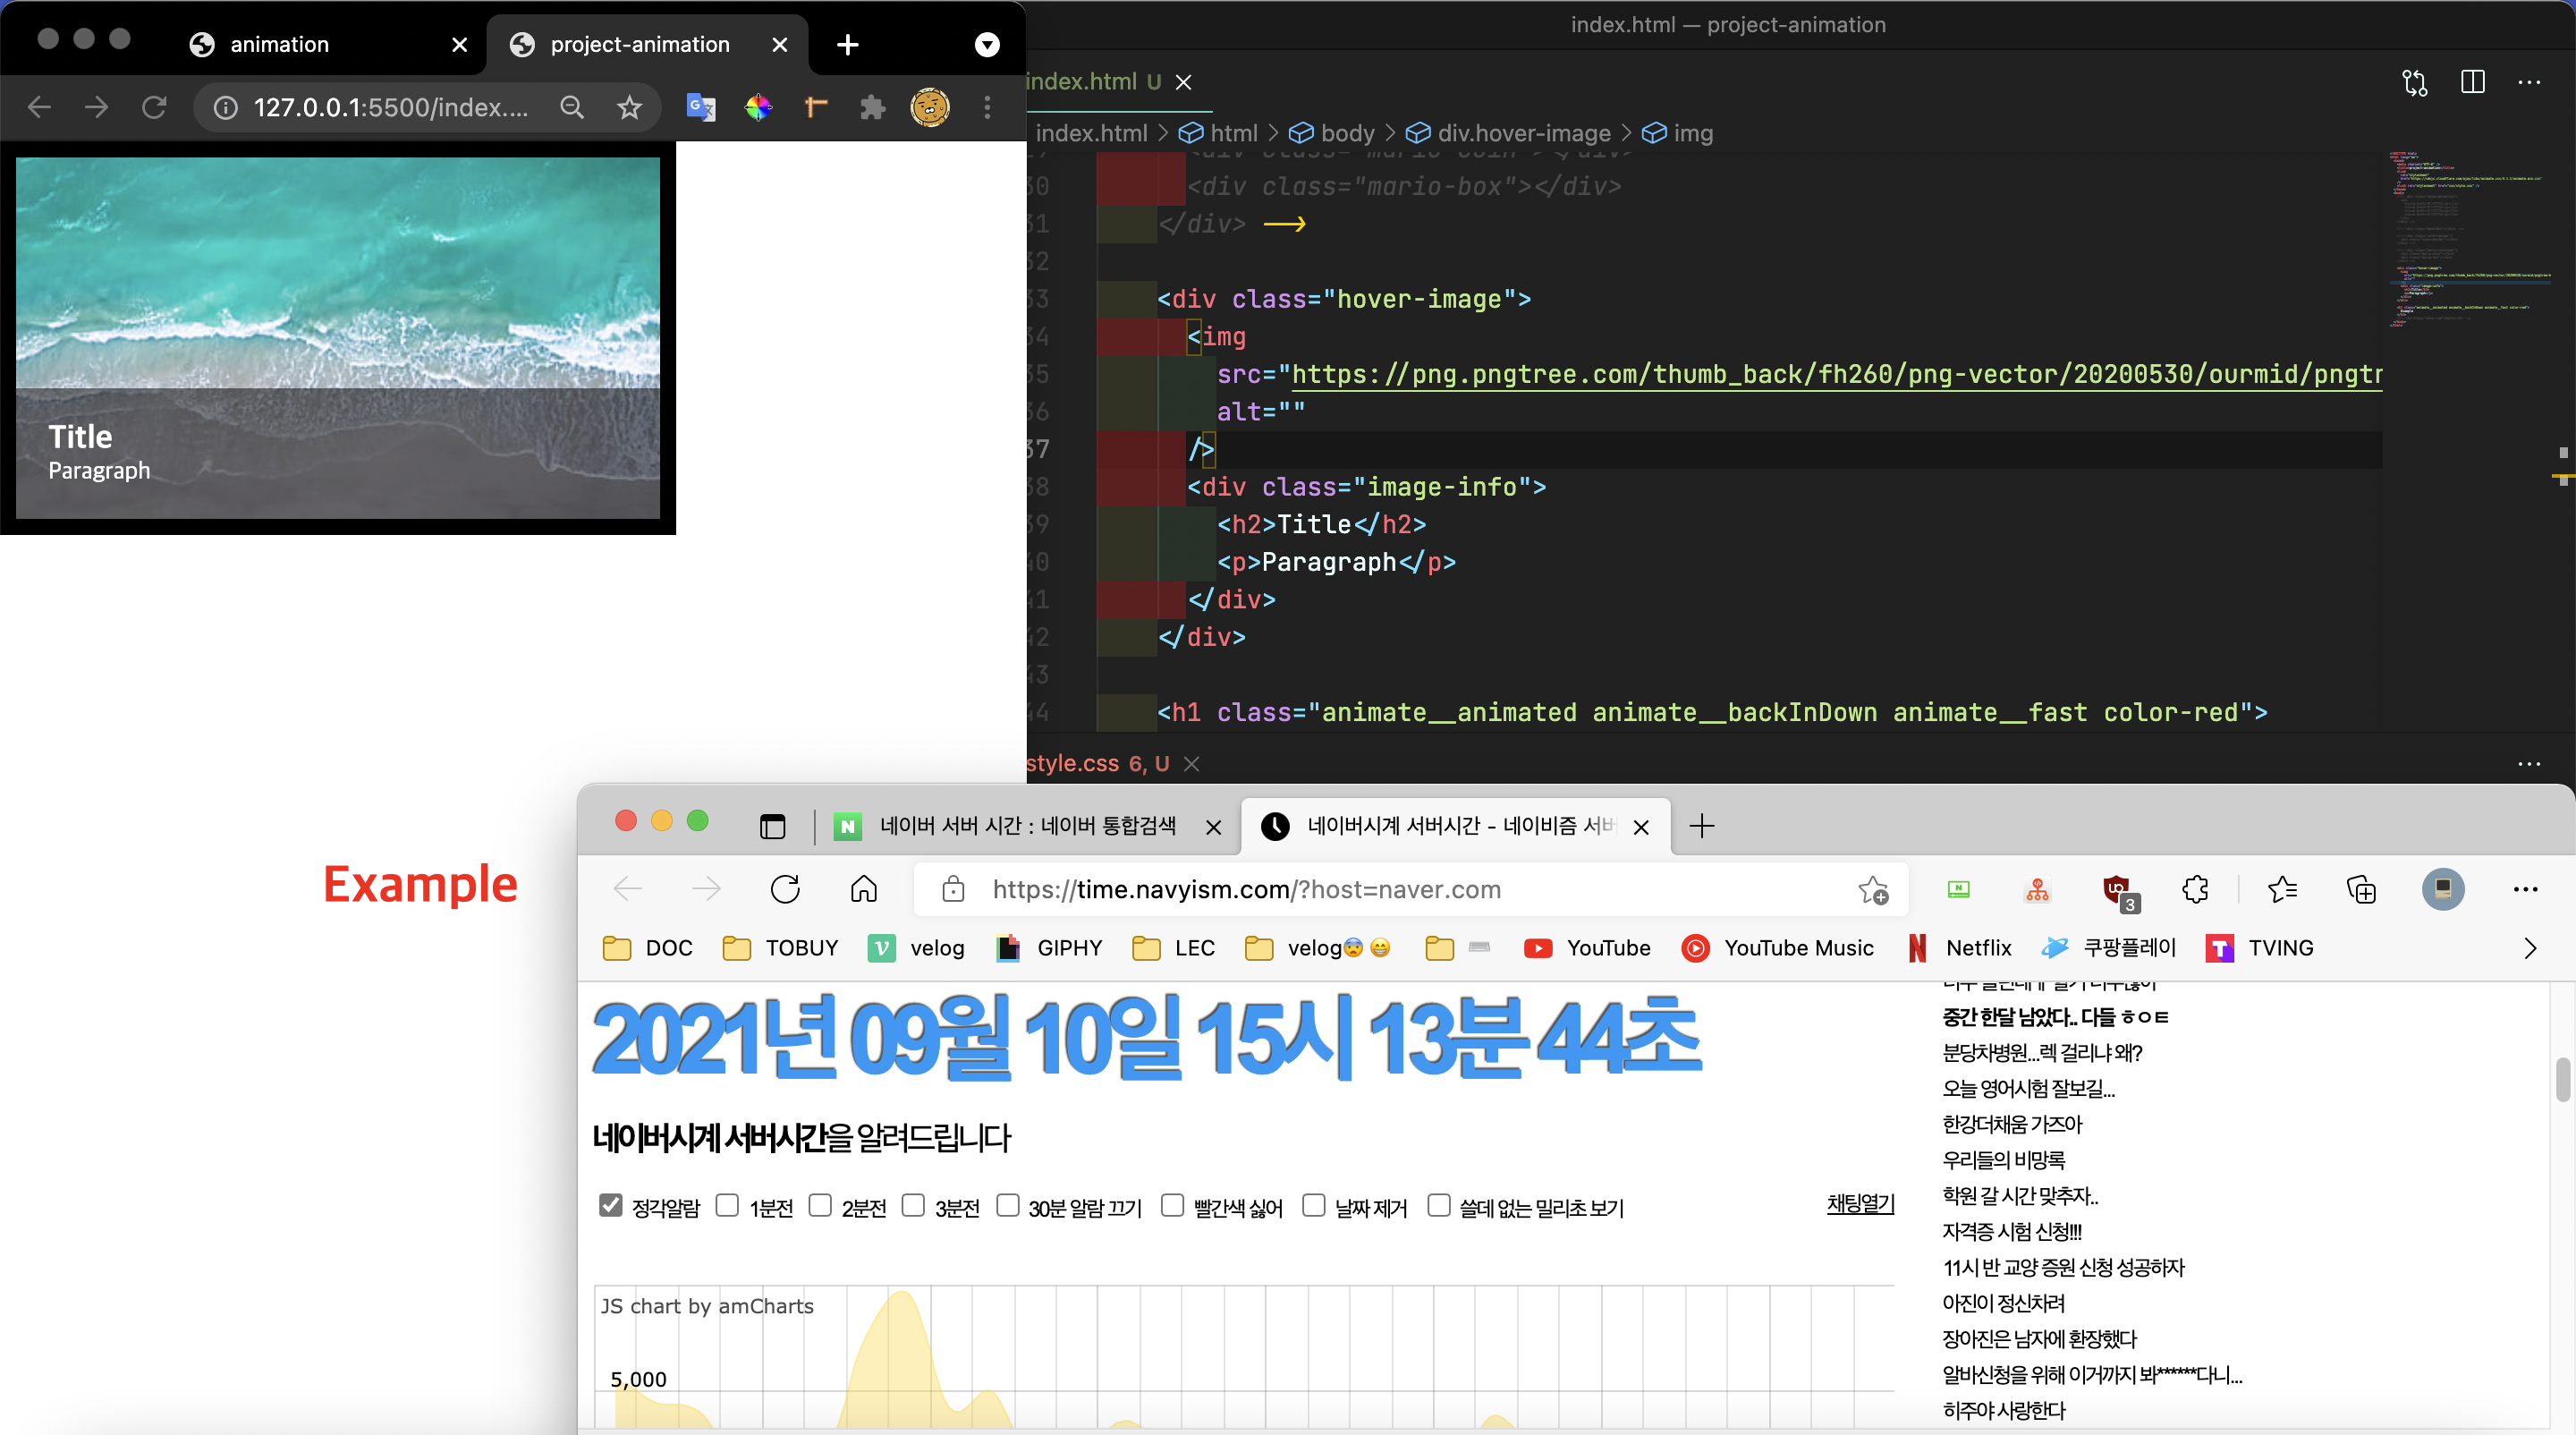 animation
project-animation
127.0.0.1:5500/index....
Title
Paragraph
Example
index.html — project-animation
index.html U
index.html > html > body > div.hover-image > img
30 <div class="mario-box"></div>
31 </div> -->
32
33 <div class="hover-image">
34 <img
35 src="https://png.pngtree.com/thumb_back/fh260/png-vector/20200530/ourmid/pngtr
36 alt=""
37 />
38 <div class="image-info">
39 <h2>Title</h2>
40 <p>Paragraph</p>
41 </div>
42 </div>
43
44 <h1 class="animate__animated animate__backInDown animate__fast color-red">
style.css 6, U
네이버 서버 시간 : 네이버 통합검색
네이버시계 서버시간 - 네이비즘 서버
https://time.navyism.com/?host=naver.com
3
DOC TOBUY velog GIPHY LEC velog😨😁 YouTube YouTube Music Netflix 쿠팡플레이 TVING
2021년 09월 10일 15시 13분 44초
네이버시계 서버시간을 알려드립니다
정각알람 1분전 2분전 3분전 30분 알람 끄기 빨간색 싫어 날짜 제거 쓸데 없는 밀리초 보기
채팅열기
JS chart by amCharts
5,000
중간 한달 남았다.. 다들 ㅎㅇㅌ
분당차병원...렉 걸리냐 왜?
오늘 영어시험 잘보길...
한강더채움 가즈아
우리들의 비망록
학원 갈 시간 맞추자..
자격증 시험 신청!!!
11시 반 교양 증원 신청 성공하자
아진이 정신차려
장아진은 남자에 환장했다
알바신청을 위해 이거까지 봐******다니...
히주야 사랑한다